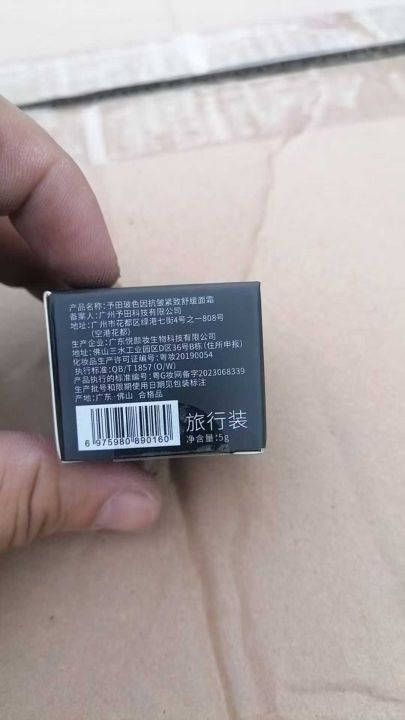 产品名称:予田玻色因抗皱紧致舒缓面霜
备案人:广州予田科技有限公司
地址:广州市花都区绿港七街4号之一808号
(空港花都)
生产企业:广东悦颜妆生物科技有限公司
地址:佛山三水工业园区D区36号B栋(住所申报)
化妆品生产许可证编号:粤妆20190054
执行标准:QB/T 1857 (O/W)
产品执行的标准编号:粤G妆网备字2023068339
生产批号和限期使用日期见包装标注
产地:广东·佛山 合格品
6 975980 890160
旅行装
净含量:5g